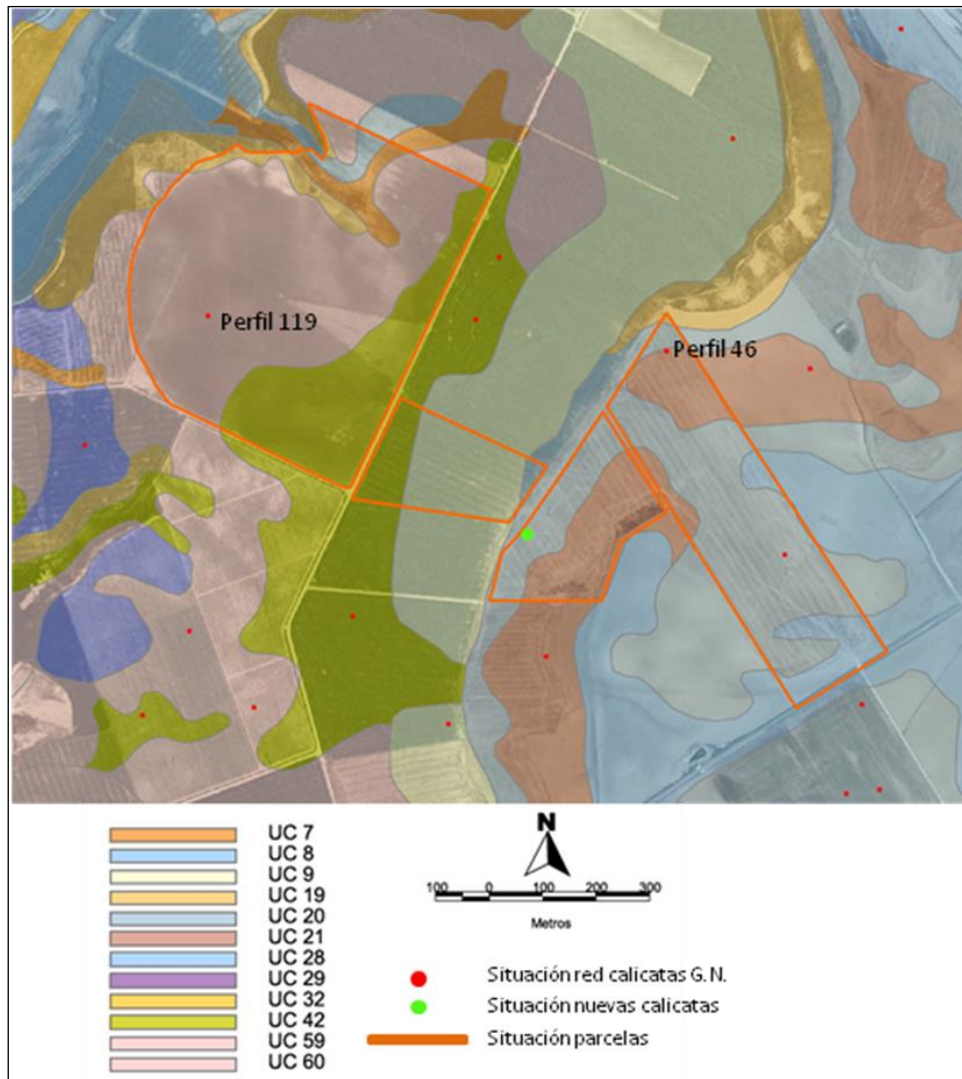 Perfil 119
Perfil 46
UC 7
UC 8
UC 9
UC 19
UC 20
UC 21
UC 28
UC 29
UC 32
UC 42
UC 59
UC 60
N
100 0 100 200 300
Metros
Situación red calicatas G. N.
Situación nuevas calicatas
Situación parcelas